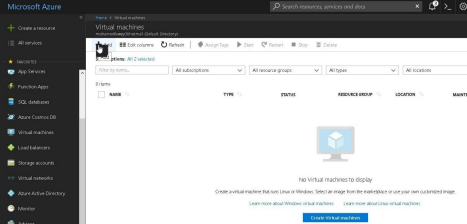 Microsoft Azure
Search resources, services and docs
Create a resource
All services
FAVORITES
App Services
Function Apps
SQL databases
Azure Cosmos DB
Virtual machines
Load balancers
Storage accounts
Virtual networks
Azure Active Directory
Monitor
Home > Virtual machines
Virtual machines
Edit columns Refresh Assign Tags Start Restart Stop Delete
ptions: All 2 selected
Filter by name... All subscriptions All resource groups All types All locations
0 items
NAME TYPE STATUS RESOURCE GROUP LOCATION MAINTE
No Virtual machines to display
Create a virtual machine that runs Linux or Windows. Select an image from the marketplace or use your own customized image.
Learn more about Windows virtual machines Learn more about Linux virtual machines
Create Virtual machines